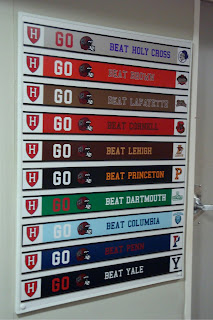 H GO BEAT HOLY CROSS
H GO BEAT BROWN
H GO BEAT LAFAYETTE
H GO BEAT CORNELL
H GO BEAT LEHIGH
H GO BEAT PRINCETON P
H GO BEAT DARTMOUTH
H GO BEAT COLUMBIA
H GO BEAT PENN P
H GO BEAT YALE Y